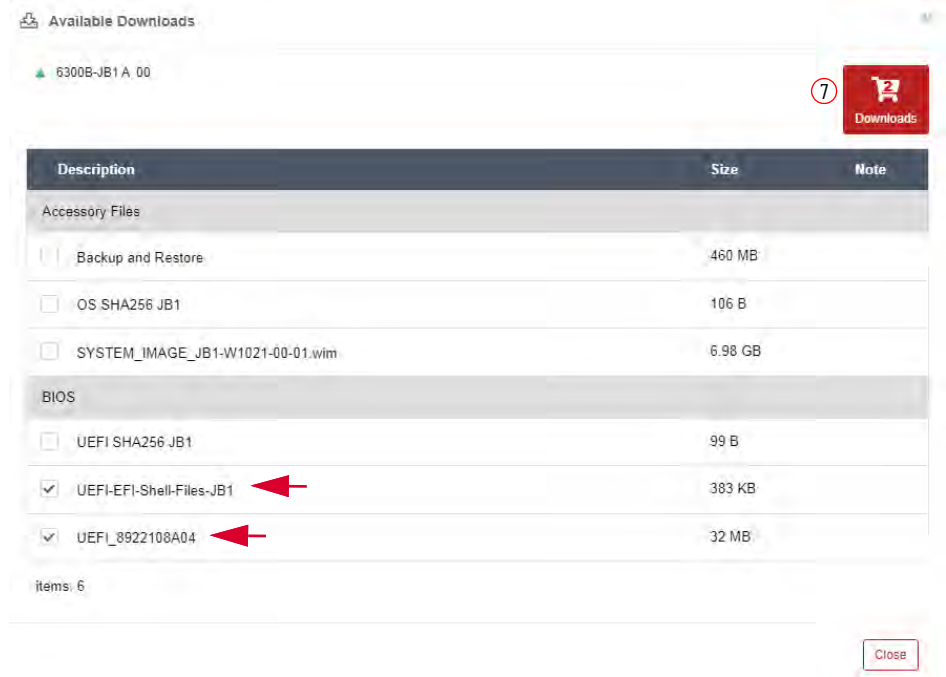 Available Downloads
6300B-JB1 A 00
7
2
Downloads
Description Size Note
Accessory Files
Backup and Restore 460 MB
OS SHA256 JB1 106 B
SYSTEM_IMAGE_JB1-W1021-00-01.wim 6.98 GB
BIOS
UEFI SHA256 JB1 99 B
UEFI-EFI-Shell-Files-JB1 383 KB
UEFI_8922108A04 32 MB
items: 6
Close